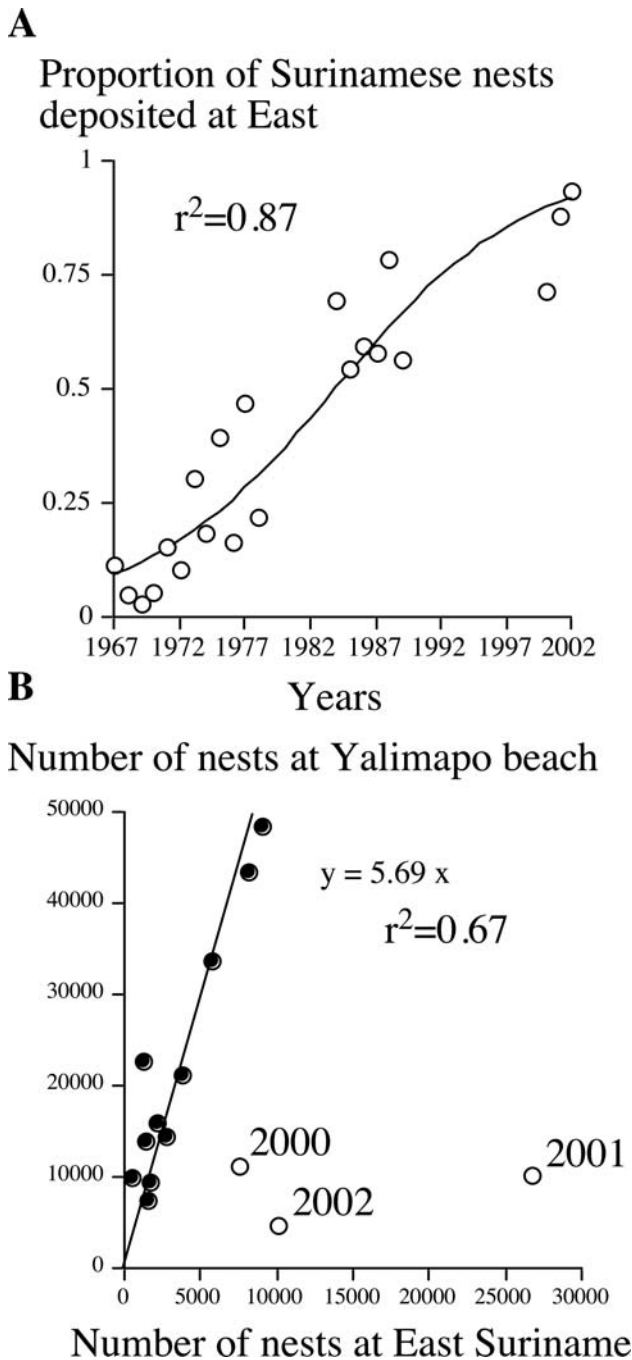 A
Proportion of Surinamese nests
deposited at East
1
r²=0.87
0.75
0.5
0.25
0
1967 1972 1977 1982 1987 1992 1997 2002
Years
B
Number of nests at Yalimapo beach
50000
y = 5.69 x
40000
r²=0.67
30000
20000
2000
2001
10000
2002
0
0 5000 10000 15000 20000 25000 30000
Number of nests at East Suriname